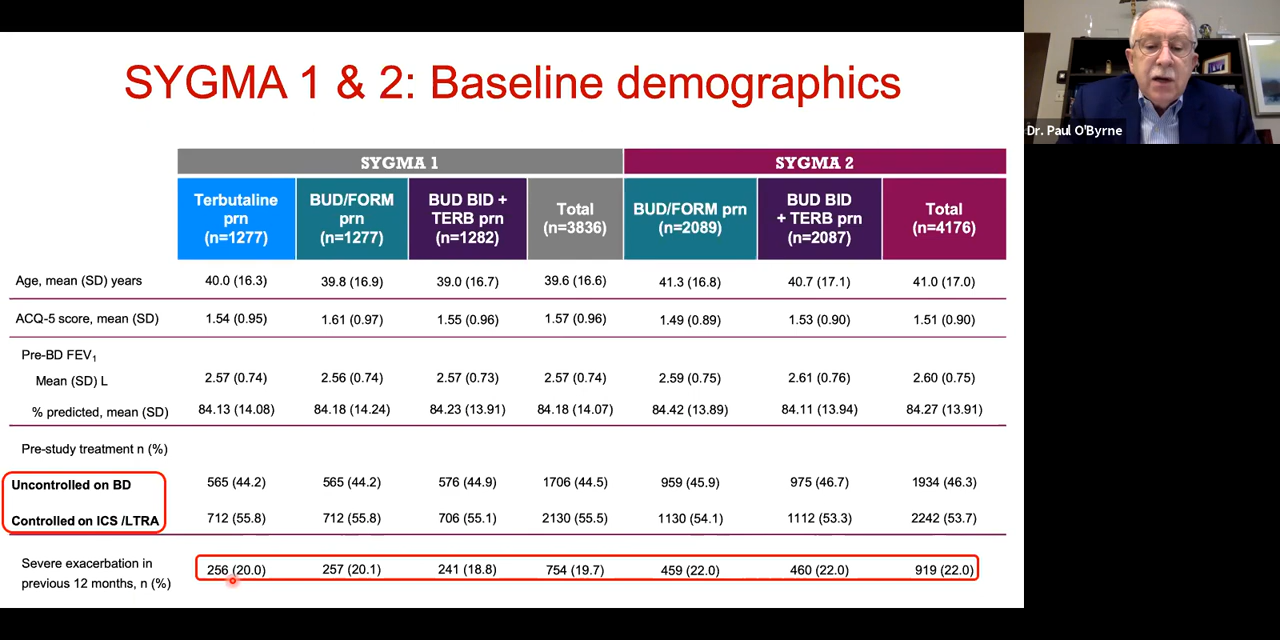 SYGMA 1 & 2: Baseline demographics
Dr. Paul O'Byrne
SYGMA 1 SYGMA 2
Terbutaline prn (n=1277) BUD/FORM prn (n=1277) BUD BID + TERB prn (n=1282) Total (n=3836) BUD/FORM prn (n=2089) BUD BID + TERB prn (n=2087) Total (n=4176)
Age, mean (SD) years 40.0 (16.3) 39.8 (16.9) 39.0 (16.7) 39.6 (16.6) 41.3 (16.8) 40.7 (17.1) 41.0 (17.0)
ACQ-5 score, mean (SD) 1.54 (0.95) 1.61 (0.97) 1.55 (0.96) 1.57 (0.96) 1.49 (0.89) 1.53 (0.90) 1.51 (0.90)
Pre-BD FEV₁
Mean (SD) L 2.57 (0.74) 2.56 (0.74) 2.57 (0.73) 2.57 (0.74) 2.59 (0.75) 2.61 (0.76) 2.60 (0.75)
% predicted, mean (SD) 84.13 (14.08) 84.18 (14.24) 84.23 (13.91) 84.18 (14.07) 84.42 (13.89) 84.11 (13.94) 84.27 (13.91)
Pre-study treatment n (%)
Uncontrolled on BD 565 (44.2) 565 (44.2) 576 (44.9) 1706 (44.5) 959 (45.9) 975 (46.7) 1934 (46.3)
Controlled on ICS /LTRA 712 (55.8) 712 (55.8) 706 (55.1) 2130 (55.5) 1130 (54.1) 1112 (53.3) 2242 (53.7)
Severe exacerbation in
previous 12 months, n (%) 256 (20.0) 257 (20.1) 241 (18.8) 754 (19.7) 459 (22.0) 460 (22.0) 919 (22.0)